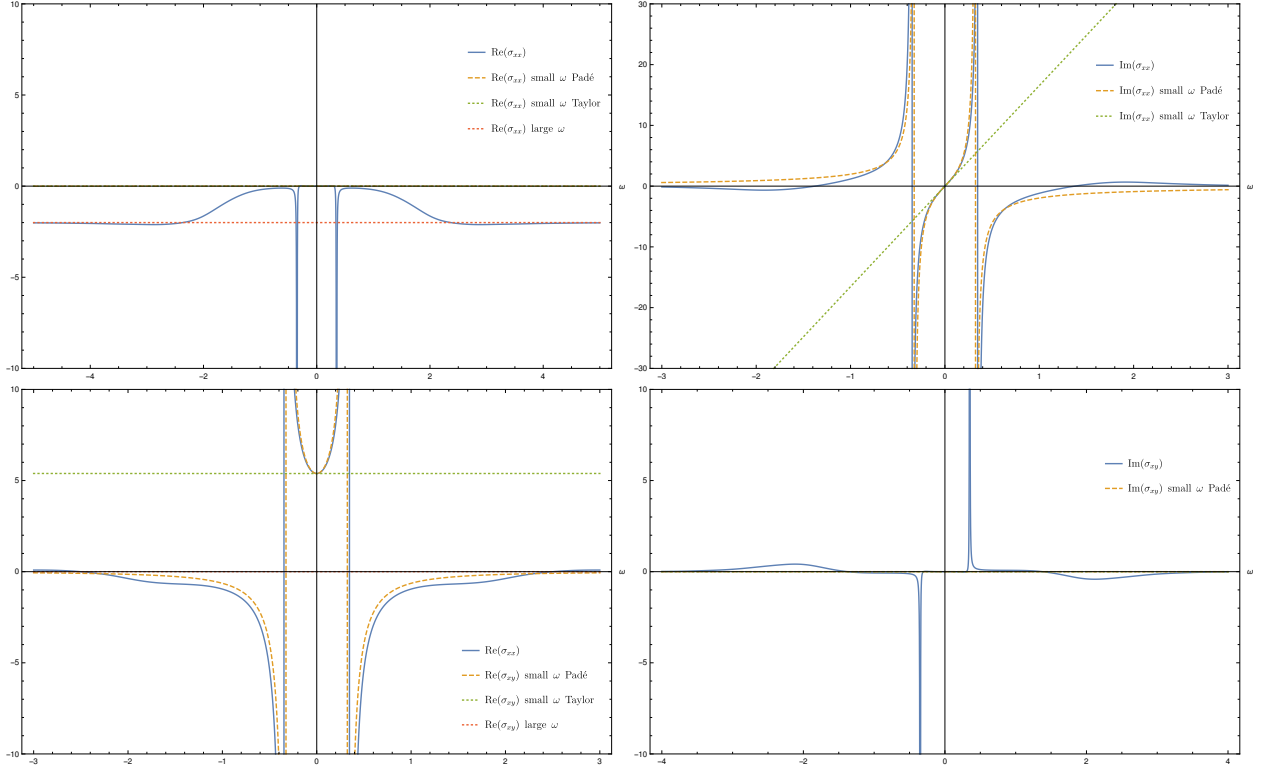 10
5
0
-5
-10
-4
-2
0
2
4
ω
Re(σxx)
Re(σxx) small ω Padé
Re(σxx) small ω Taylor
Re(σxx) large ω
30
20
10
0
-10
-20
-30
-3
-2
-1
0
1
2
3
ω
Im(σxx)
Im(σxx) small ω Padé
Im(σxx) small ω Taylor
10
5
0
-5
-10
-3
-2
-1
0
1
2
3
ω
Re(σxx)
Re(σxy) small ω Padé
Re(σxy) small ω Taylor
Re(σxy) large ω
10
5
0
-5
-10
-4
-2
0
2
4
ω
Im(σxy)
Im(σxy) small ω Padé